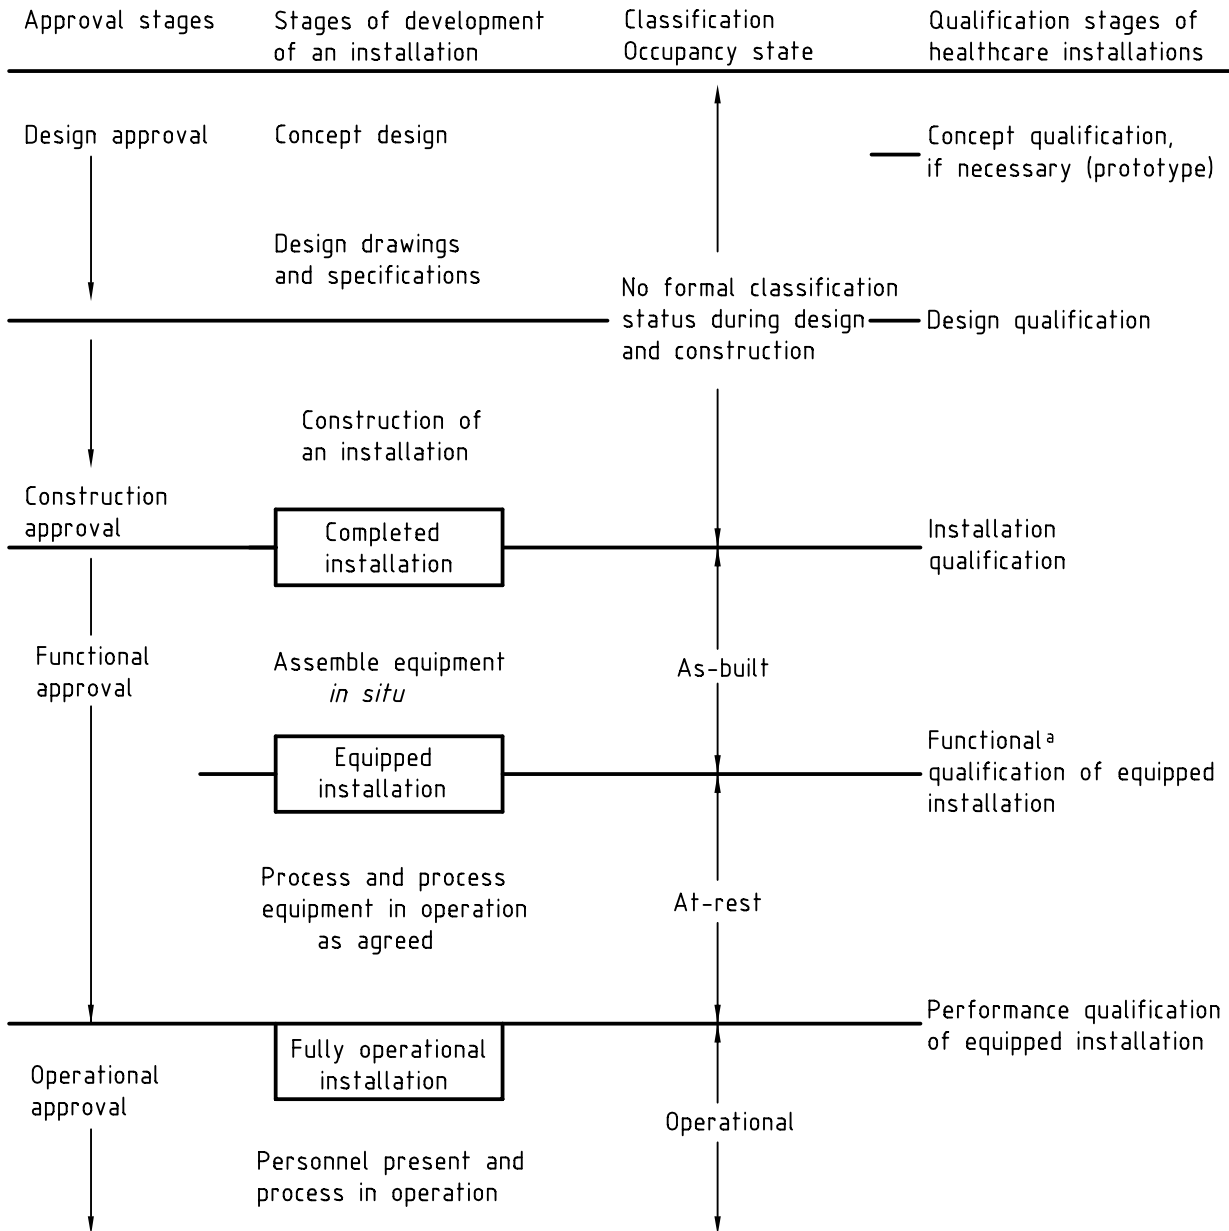 Approval stages
Stages of development
of an installation
Classification
Occupancy state
Qualification stages of
healthcare installations
Design approval
Concept design
Concept qualification,
if necessary (prototype)
Design drawings
and specifications
No formal classification
status during design
and construction
Design qualification
Construction of
an installation
Construction
approval
Completed
installation
Installation
qualification
Functional
approval
Assemble equipment
in situ
As-built
Equipped
installation
Functional a
qualification of equipped
installation
Process and process
equipment in operation
as agreed
At-rest
Performance qualification
of equipped installation
Fully operational
installation
Operational
approval
Operational
Personnel present and
process in operation